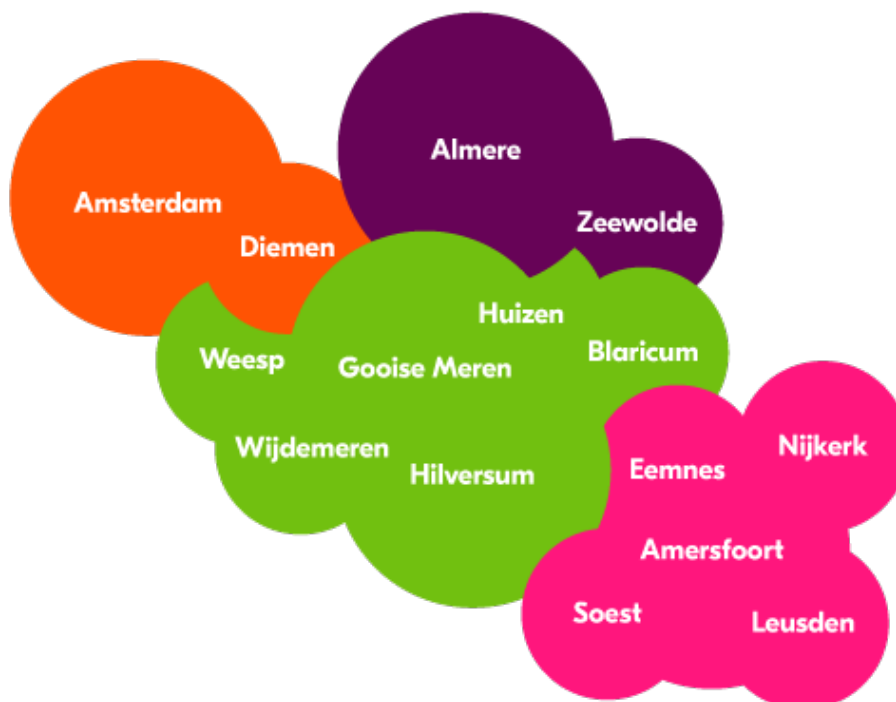 Almere
Amsterdam
Zeewolde
Diemen
Huizen
Blaricum
Weesp
Gooise Meren
Wijdemeren
Nijkerk
Eemnes
Hilversum
Amersfoort
Soest
Leusden